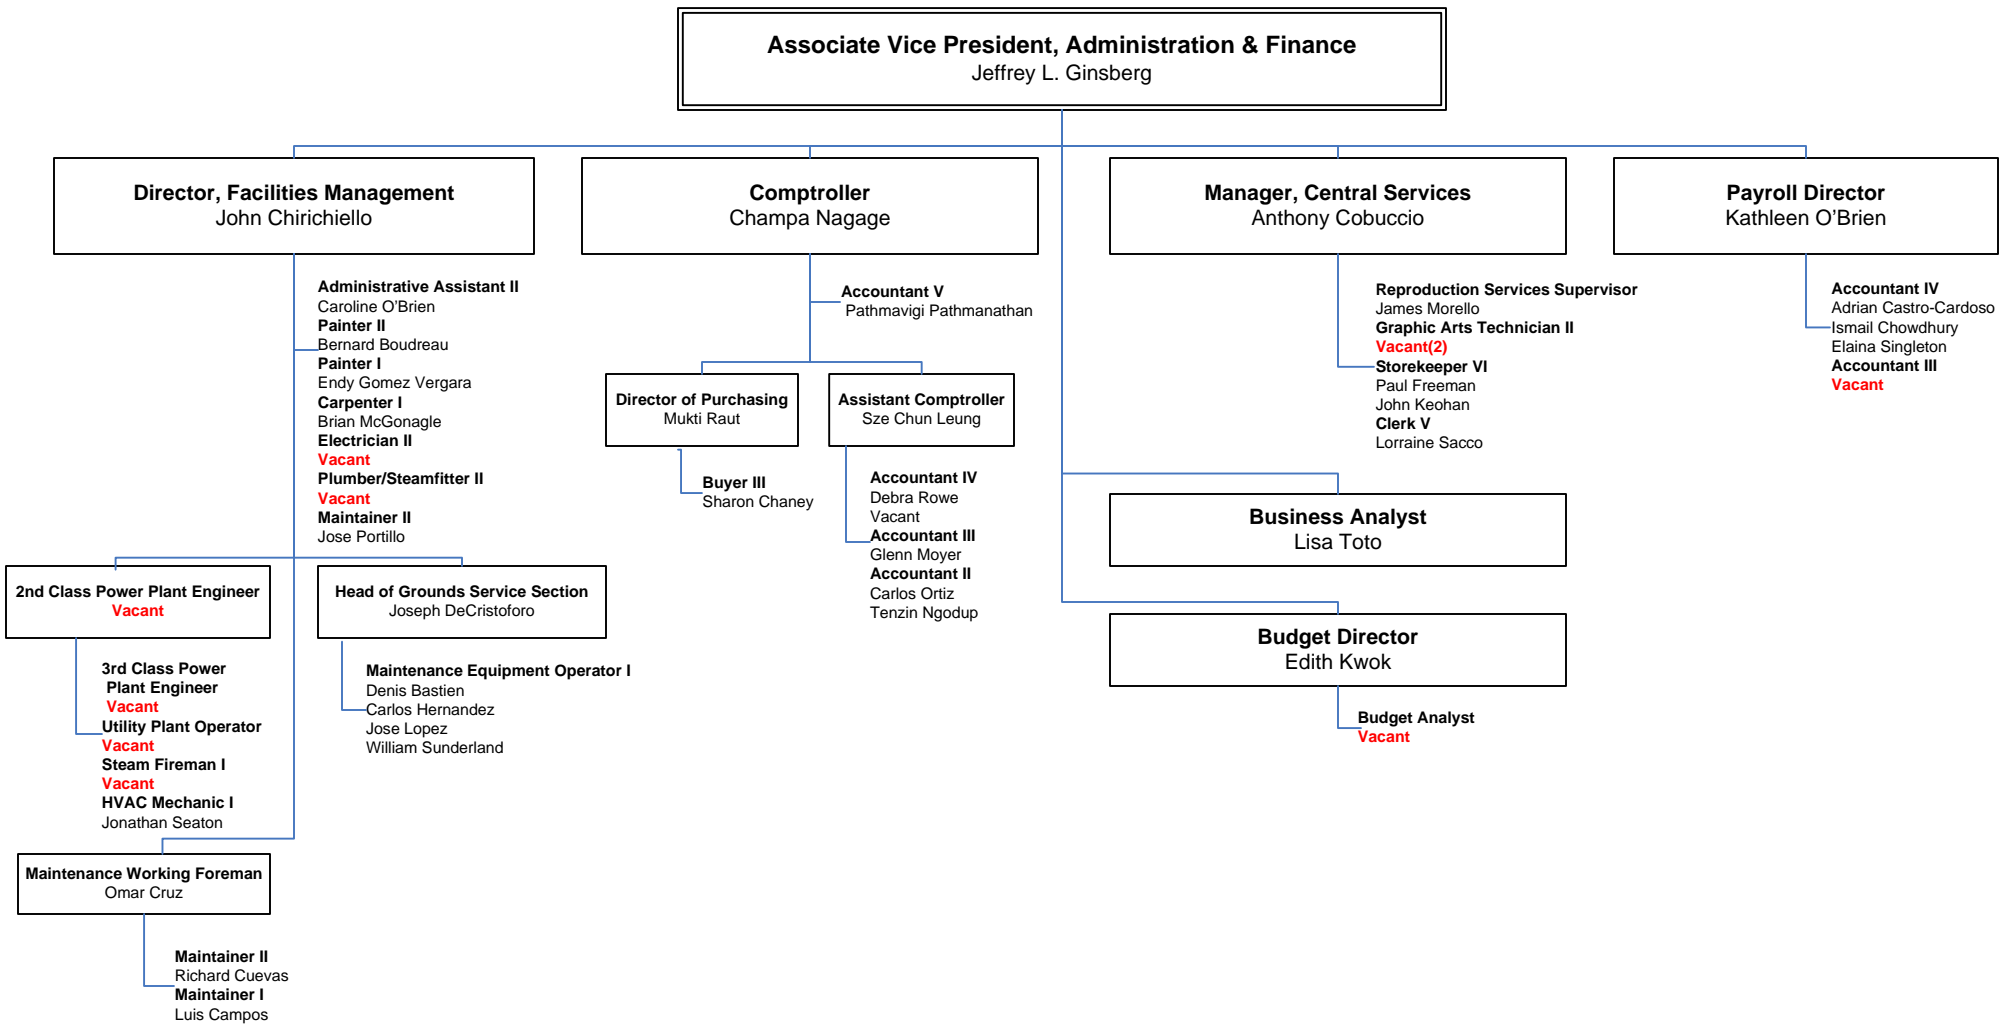 Associate Vice President, Administration & Finance
Jeffrey L. Ginsberg
Director, Facilities Management
John Chirichiello
Comptroller
Champa Nagage
Manager, Central Services
Anthony Cobuccio
Payroll Director
Kathleen O’Brien
Administrative Assistant II
Caroline O’Brien
Painter II
Bernard Boudreau
Painter I
Endy Gomez Vergara
Carpenter I
Brian McGonagle
Electrician II
Vacant
Plumber/Steamfitter II
Vacant
Maintainer II
Jose Portillo
2nd Class Power Plant Engineer
Vacant
Head of Grounds Service Section
Joseph DeCristoforo
3rd Class Power
Plant Engineer
Vacant
Utility Plant Operator
Vacant
Steam Fireman I
Vacant
HVAC Mechanic I
Jonathan Seaton
Maintenance Equipment Operator I
Denis Bastien
Carlos Hernandez
Jose Lopez
William Sunderland
Maintenance Working Foreman
Omar Cruz
Maintainer II
Richard Cuevas
Maintainer I
Luis Campos
Accountant V
Pathmavigi Pathmanathan
Director of Purchasing
Mukti Raut
Assistant Comptroller
Sze Chun Leung
Buyer III
Sharon Chaney
Accountant IV
Debra Rowe
Vacant
Accountant III
Glenn Moyer
Accountant II
Carlos Ortiz
Tenzin Ngodup
Reproduction Services Supervisor
James Morello
Graphic Arts Technician II
Vacant(2)
Storekeeper VI
Paul Freeman
John Keohan
Clerk V
Lorraine Sacco
Business Analyst
Lisa Toto
Budget Director
Edith Kwok
Budget Analyst
Vacant
Accountant IV
Adrian Castro-Cardoso
Ismail Chowdhury
Elaina Singleton
Accountant III
Vacant